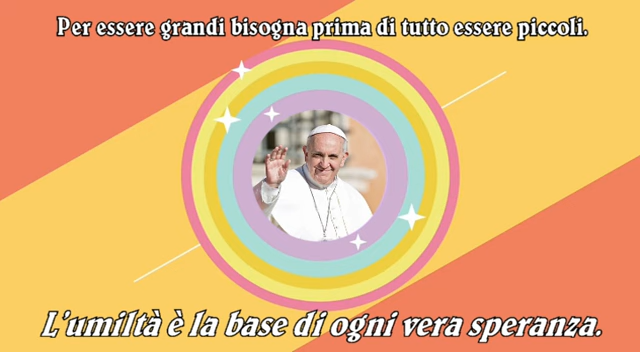 Per essere grandi bisogna prima di tutto essere piccoli.
L'umiltà è la base di ogni vera speranza.